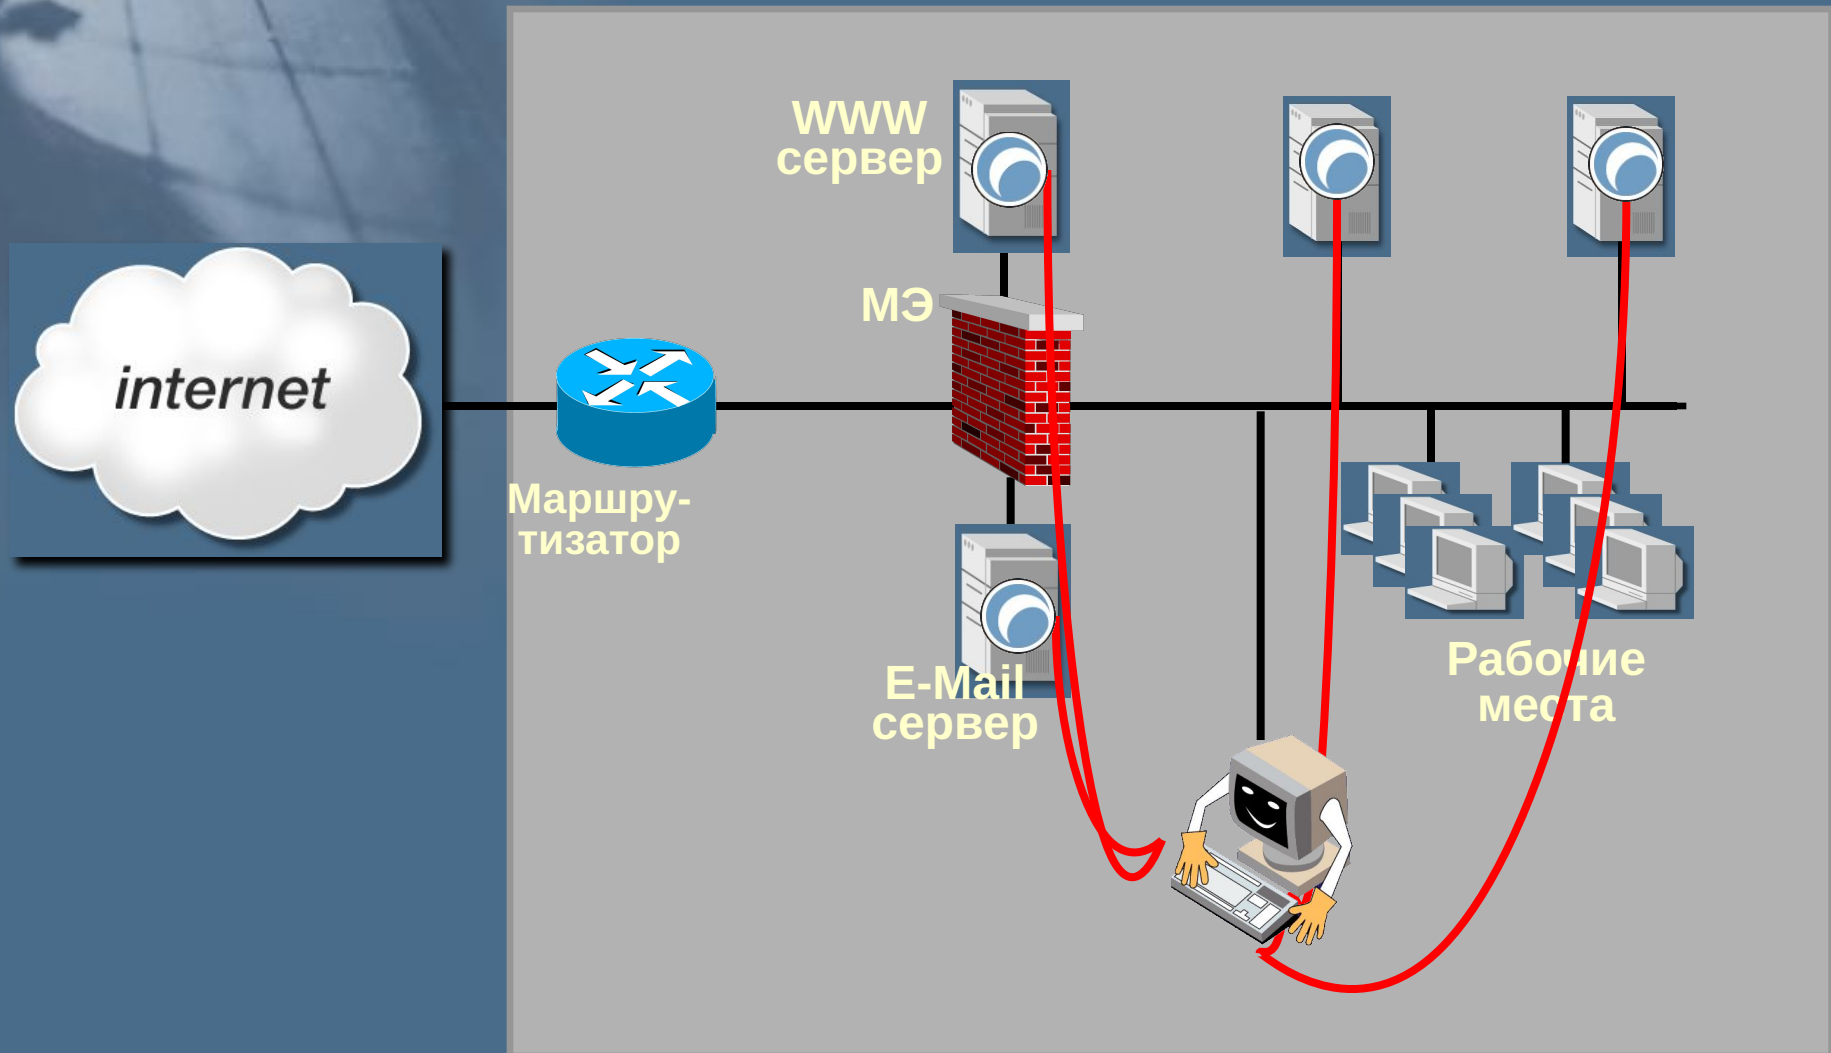 WWW
сервер
МЭ
internet
Маршру-
тизатор
E-Mail
сервер
Рабочие
места